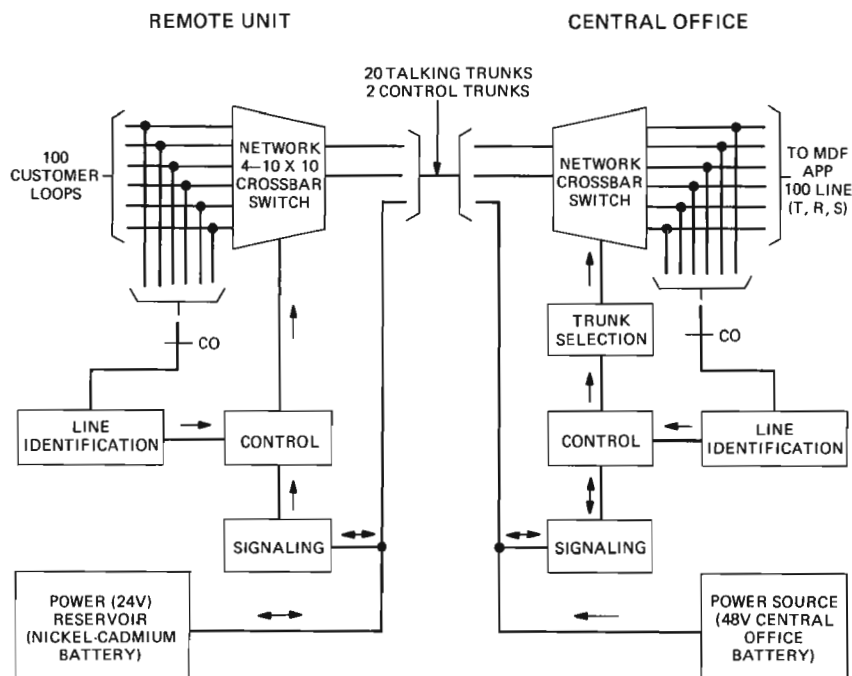 REMOTE UNIT
CENTRAL OFFICE
20 TALKING TRUNKS
2 CONTROL TRUNKS
100
CUSTOMER
LOOPS
NETWORK
4–10 X 10
CROSSBAR
SWITCH
NETWORK
CROSSBAR
SWITCH
TO MDF
APP
100 LINE
(T, R, S)
CO
TRUNK
SELECTION
CO
LINE
IDENTIFICATION
CONTROL
CONTROL
LINE
IDENTIFICATION
SIGNALING
SIGNALING
POWER (24V)
RESERVOIR
(NICKEL-CADMIUM
BATTERY)
POWER SOURCE
(48V CENTRAL
OFFICE
BATTERY)